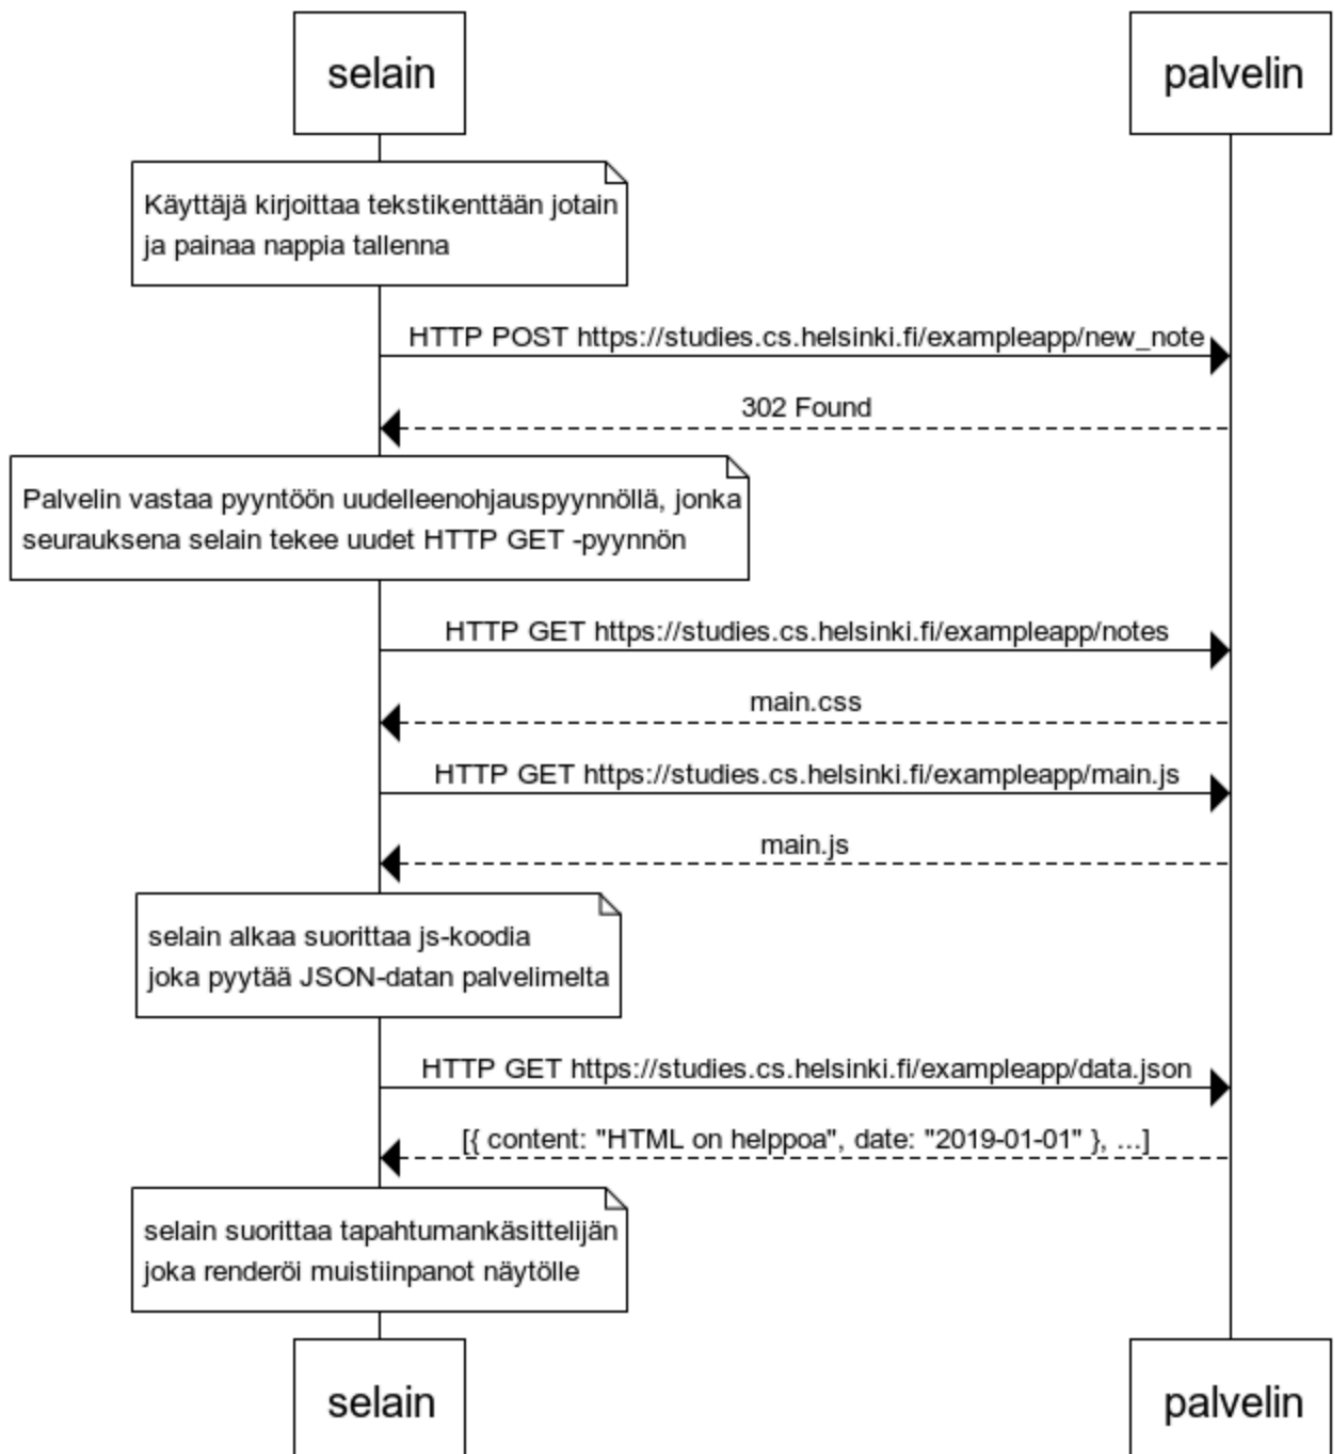 selain
palvelin
Käyttäjä kirjoittaa tekstikenttään jotain
ja painaa nappia tallenna
HTTP POST https://studies.cs.helsinki.fi/exampleapp/new_note
302 Found
Palvelin vastaa pyyntöön uudelleenohjauspyynnöllä, jonka
seurauksena selain tekee uudet HTTP GET -pyynnön
HTTP GET https://studies.cs.helsinki.fi/exampleapp/notes
main.css
HTTP GET https://studies.cs.helsinki.fi/exampleapp/main.js
main.js
selain alkaa suorittaa js-koodia
joka pyytää JSON-datan palvelimelta
HTTP GET https://studies.cs.helsinki.fi/exampleapp/data.json
[{ content: "HTML on helppoa", date: "2019-01-01" }, ...]
selain suorittaa tapahtumankäsittelijän
joka renderöi muistiinpanot näytölle
selain
palvelin